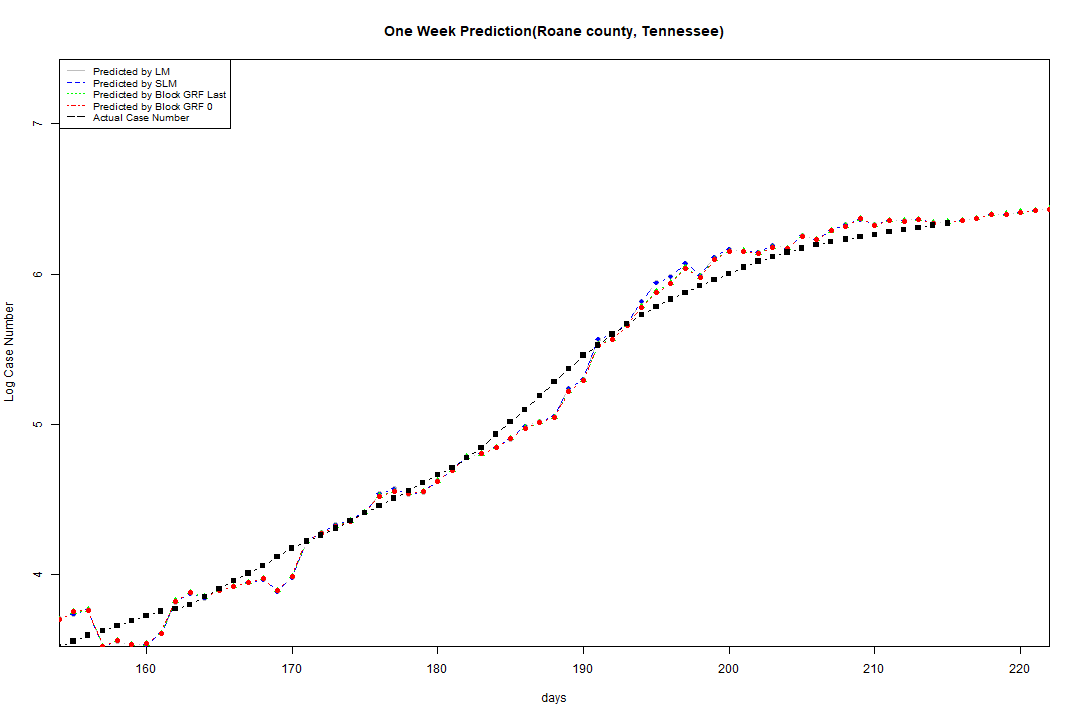 One Week Prediction(Roane county, Tennessee)
Predicted by LM
Predicted by SLM
Predicted by Block GRF Last
Predicted by Block GRF 0
Actual Case Number
7
6
5
4
Log Case Number
160 170 180 190 200 210 220
days